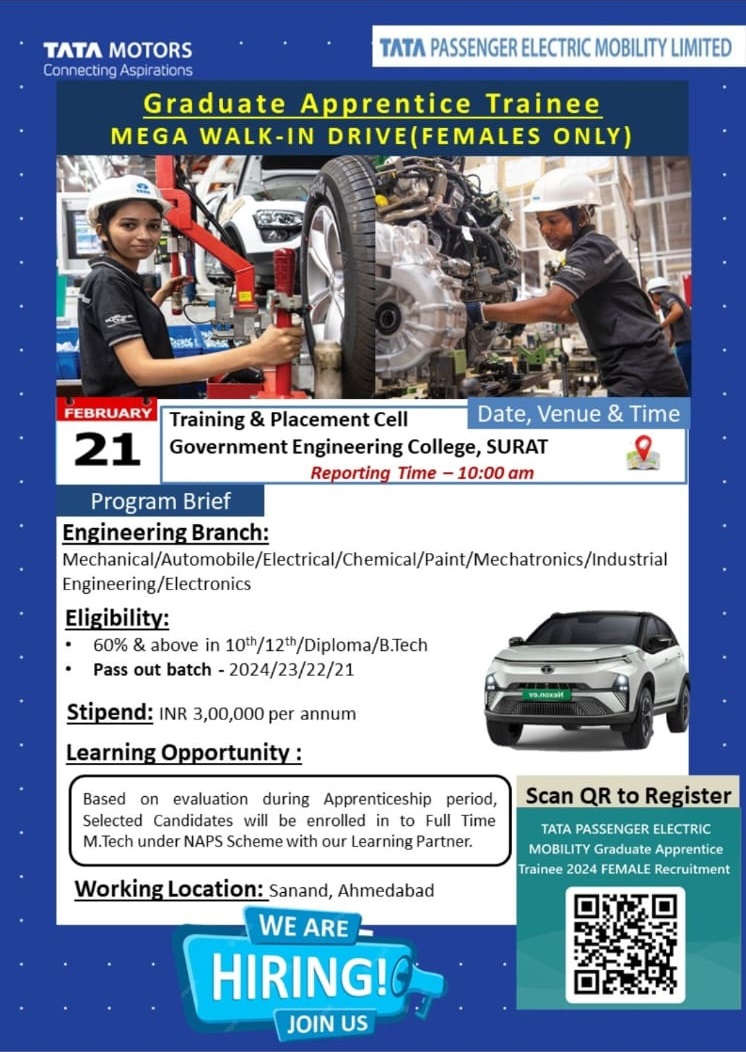 TATA MOTORS
Connecting Aspirations
TATA PASSENGER ELECTRIC MOBILITY LIMITED
Graduate Apprentice Trainee
MEGA WALK-IN DRIVE(FEMALES ONLY)
TATA
FEBRUARY
21
Date, Venue & Time
Training & Placement Cell
Government Engineering College, SURAT
Reporting Time – 10:00 am
Program Brief
Engineering Branch:
Mechanical/Automobile/Electrical/Chemical/Paint/Mechatronics/Industrial
Engineering/Electronics
Eligibility:
• 60% & above in 10th/12th/Diploma/B.Tech
• Pass out batch - 2024/23/22/21
Stipend: INR 3,00,000 per annum
Nexon.ev
Learning Opportunity :
Based on evaluation during Apprenticeship period,
Selected Candidates will be enrolled in to Full Time
M.Tech under NAPS Scheme with our Learning Partner.
Working Location: Sanand, Ahmedabad
Scan QR to Register
TATA PASSENGER ELECTRIC
MOBILITY Graduate Apprentice
Trainee 2024 FEMALE Recruitment
WE ARE
HIRING!
JOIN US